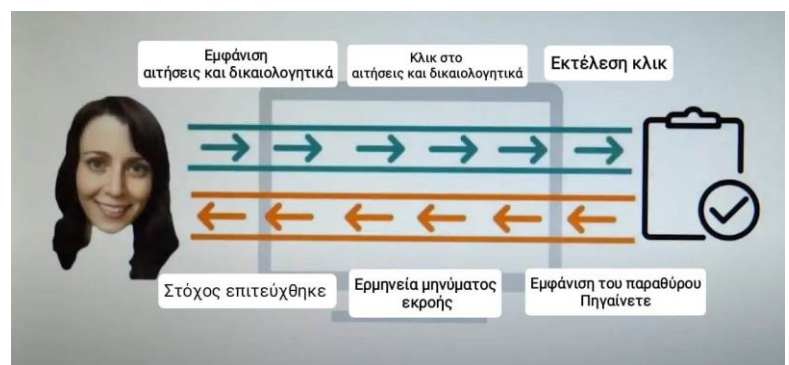 Εμφάνιση
αιτήσεις και δικαιολογητικά
Κλικ στο
αιτήσεις και δικαιολογητικά
Εκτέλεση κλικ
Στόχος επιτεύχθηκε
Ερμηνεία μηνύματος
εκροής
Εμφάνιση του παραθύρου
Πηγαίνετε